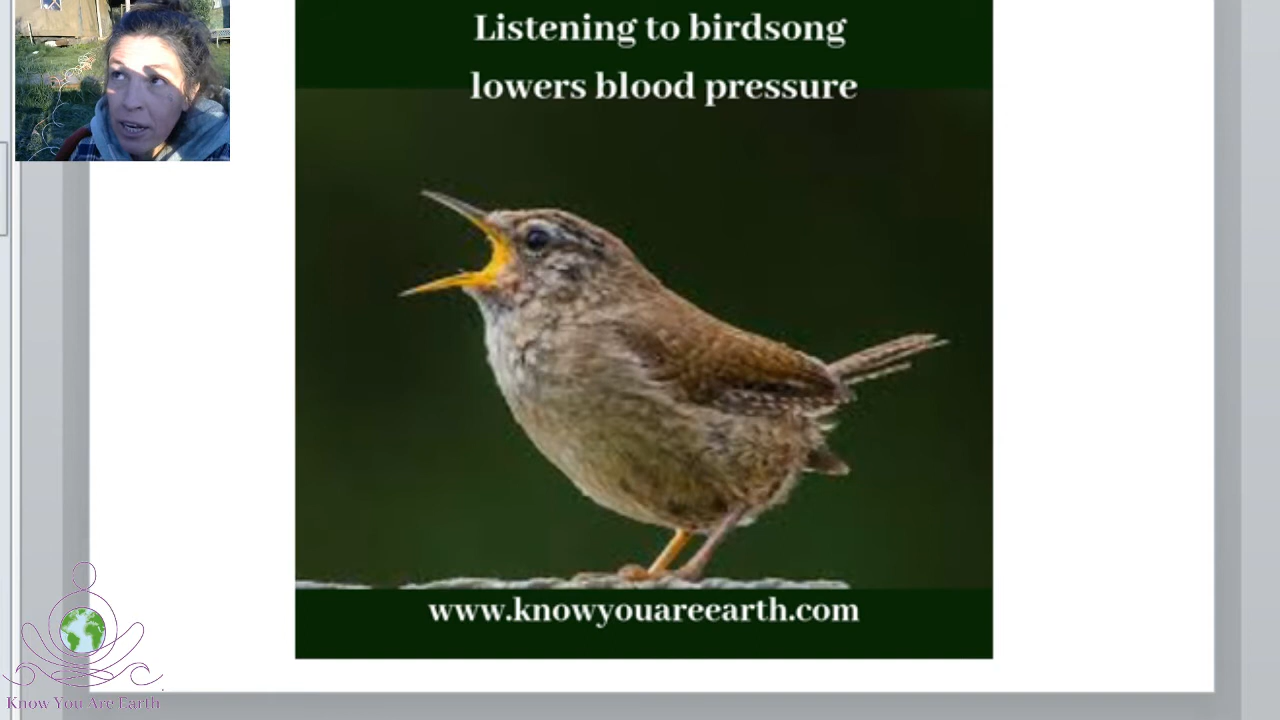 Listening to birdsong
lowers blood pressure
www.knowyouareearth.com
Know You Are Earth